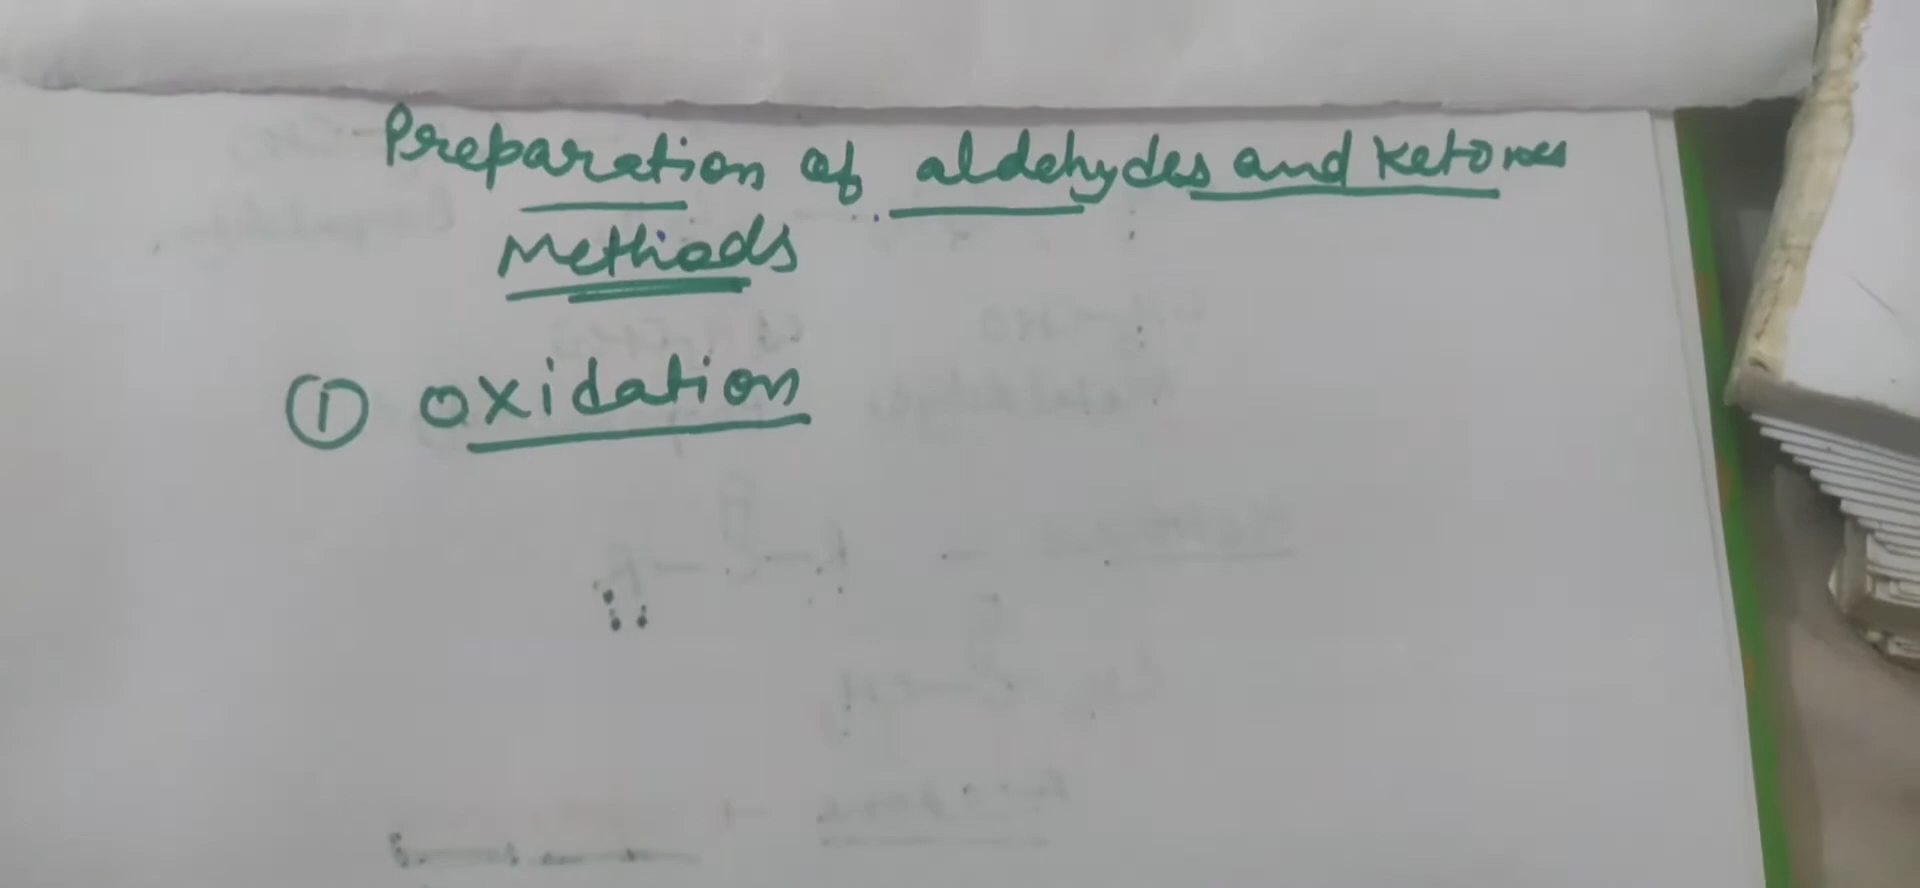 Preparation of aldehydes and ketones
Methods
① oxidation